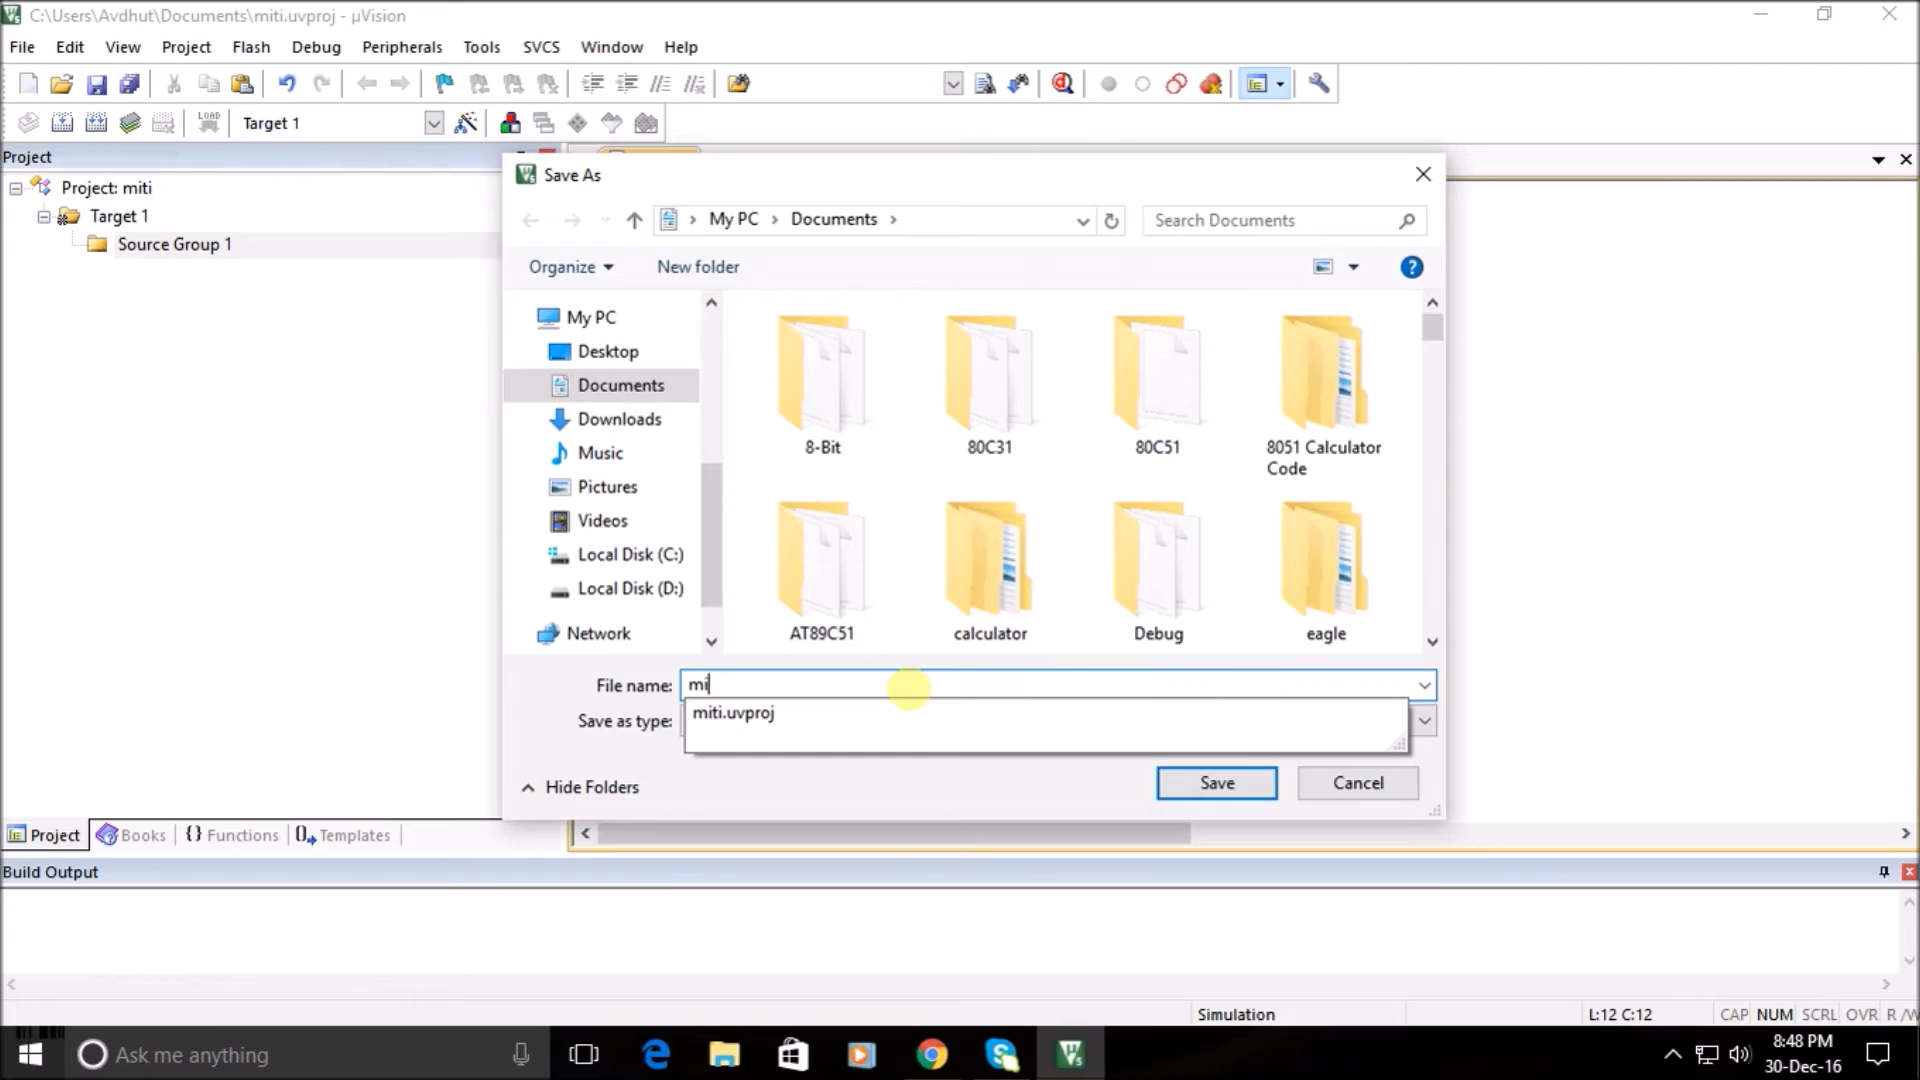 C:\Users\Avdhut\Documents\miti.uvproj - µVision
File Edit View Project Flash Debug Peripherals Tools SVCS Window Help
LOAD Target 1
Project
Project: miti
Target 1
Source Group 1
Save As
My PC Documents
Search Documents
Organize New folder
My PC
Desktop
Documents
Downloads
Music
Pictures
Videos
Local Disk (C:)
Local Disk (D:)
Network
8-Bit 80C31 80C51 8051 Calculator
Code
AT89C51 calculator Debug eagle
File name: mi
miti.uvproj
Save as type:
Hide Folders
Save Cancel
Project Books Functions Templates
Build Output
Simulation L:12 C:12 CAP NUM SCRL OVR R /W
Ask me anything
8:48 PM
30-Dec-16